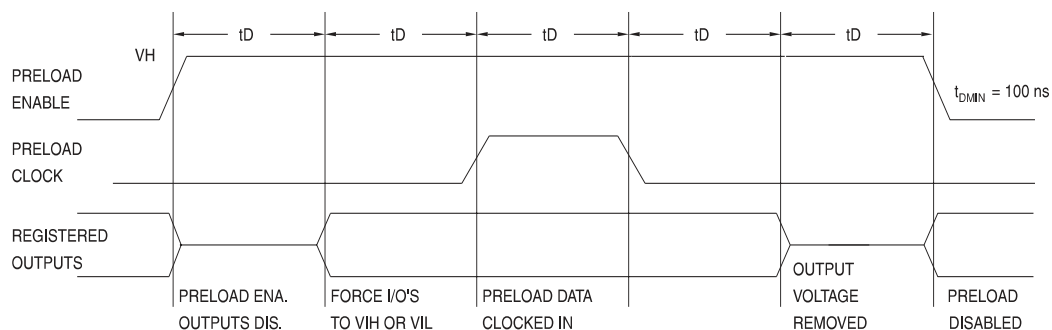 tD tD tD tD tD
VH
PRELOAD
ENABLE
tDMIN = 100 ns
PRELOAD
CLOCK
REGISTERED
OUTPUTS
PRELOAD ENA.
OUTPUTS DIS.
FORCE I/O'S
TO VIH OR VIL
PRELOAD DATA
CLOCKED IN
OUTPUT
VOLTAGE
REMOVED
PRELOAD
DISABLED